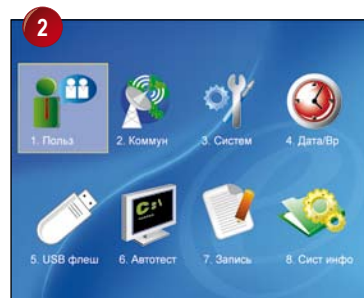 2
1. Польз
2. Коммун
3. Систем
4. Дата/Вр
5. USB флеш
6. Автотест
7. Запись
8. Сист инфо
C:\